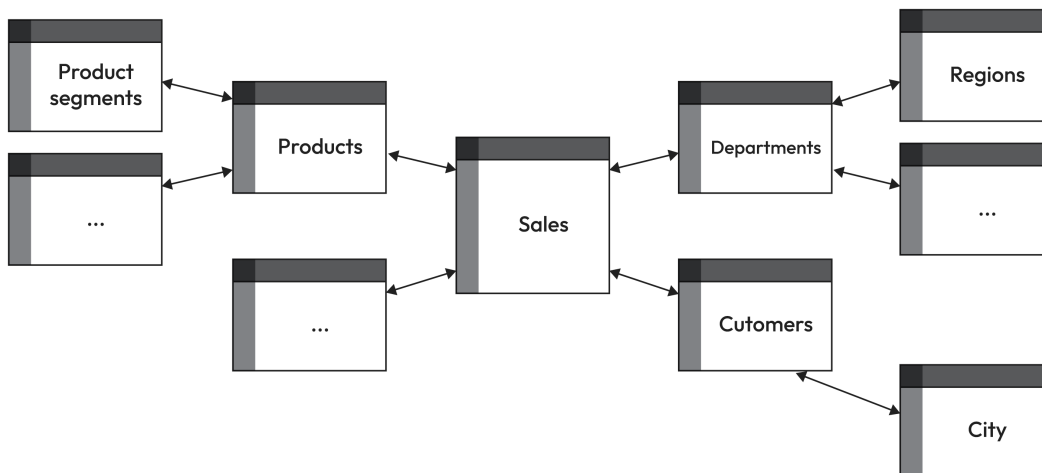 Product
segments
Regions
Products
Departments
...
...
Sales
...
Cutomers
City